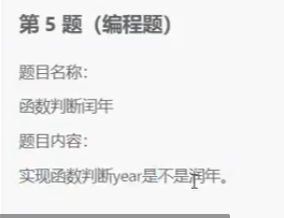 第 5 题（编程题）
题目名称：
函数判断闰年
题目内容：
实现函数判断year是不是润年。